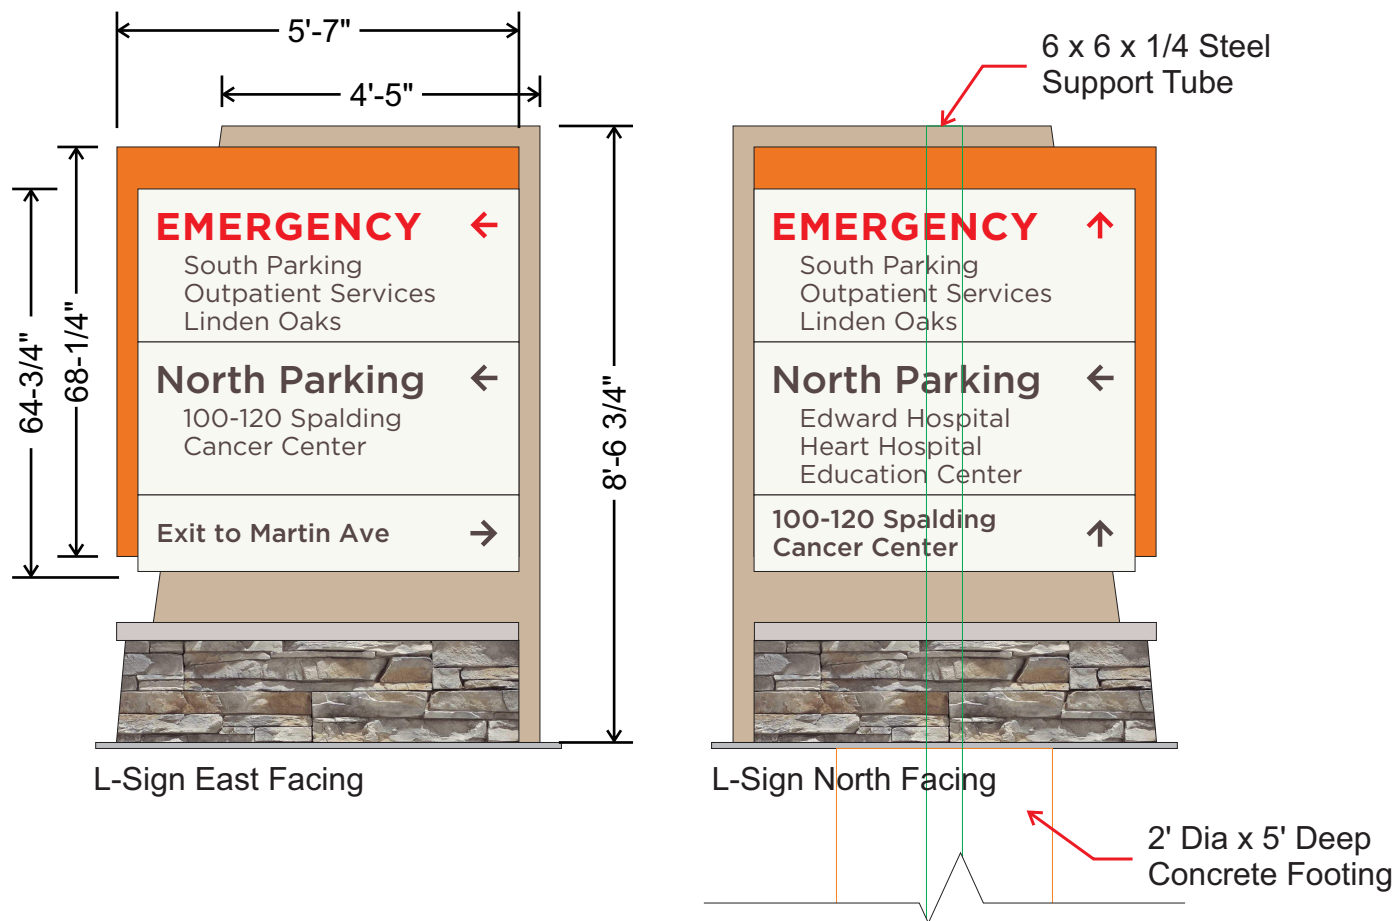 5'-7"
4'-5"
6 x 6 x 1/4 Steel
Support Tube
64-3/4"
68-1/4"
8'-6 3/4"
EMERGENCY ←
South Parking
Outpatient Services
Linden Oaks
North Parking ←
100-120 Spalding
Cancer Center
Exit to Martin Ave →
L-Sign East Facing
EMERGENCY ↑
South Parking
Outpatient Services
Linden Oaks
North Parking ←
Edward Hospital
Heart Hospital
Education Center
100-120 Spalding
Cancer Center ↑
L-Sign North Facing
2' Dia x 5' Deep
Concrete Footing